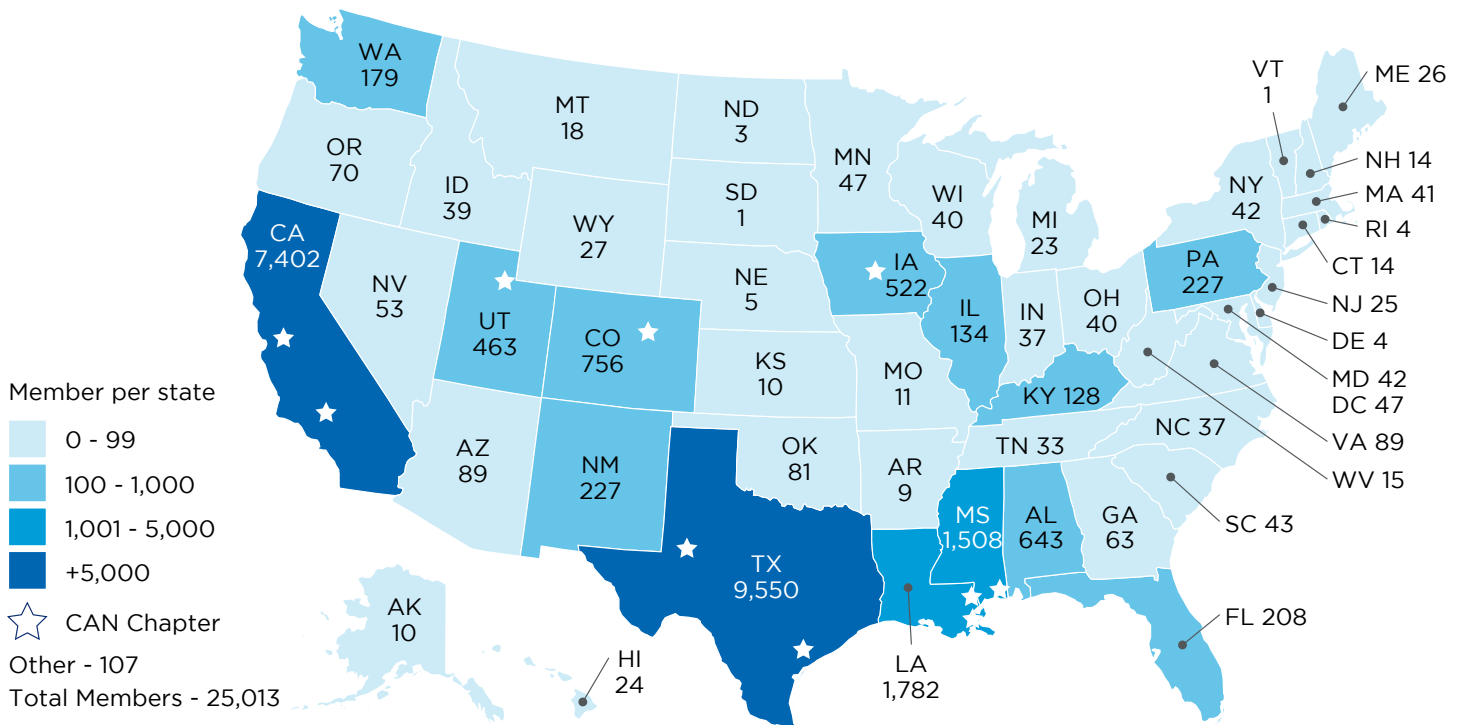 WA
179
OR
70
CA
7,402
NV
53
ID
39
MT
18
WY
27
UT
463
CO
756
AZ
89
NM
227
ND
3
SD
1
NE
5
KS
10
OK
81
TX
9,550
MN
47
IA
522
MO
11
AR
9
LA
1,782
WI
40
IL
134
MI
23
IN
37
OH
40
KY 128
TN 33
MS
1,508
AL
643
GA
63
FL 208
SC 43
NC 37
WV 15
VA 89
MD 42
DC 47
DE 4
NJ 25
PA
227
NY
42
CT 14
RI 4
MA 41
NH 14
VT
1
ME 26
AK
10
HI
24
Member per state
0 - 99
100 - 1,000
1,001 - 5,000
+5,000
CAN Chapter
Other - 107
Total Members - 25,013